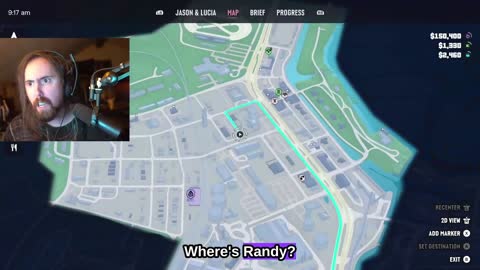 9:17 am
JASON & LUCIA MAP BRIEF PROGRESS
$150,400
$1,330
$2,450
RECENTER
2D VIEW
ADD MARKER
SET DESTINATION
EXIT
Where's Randy?